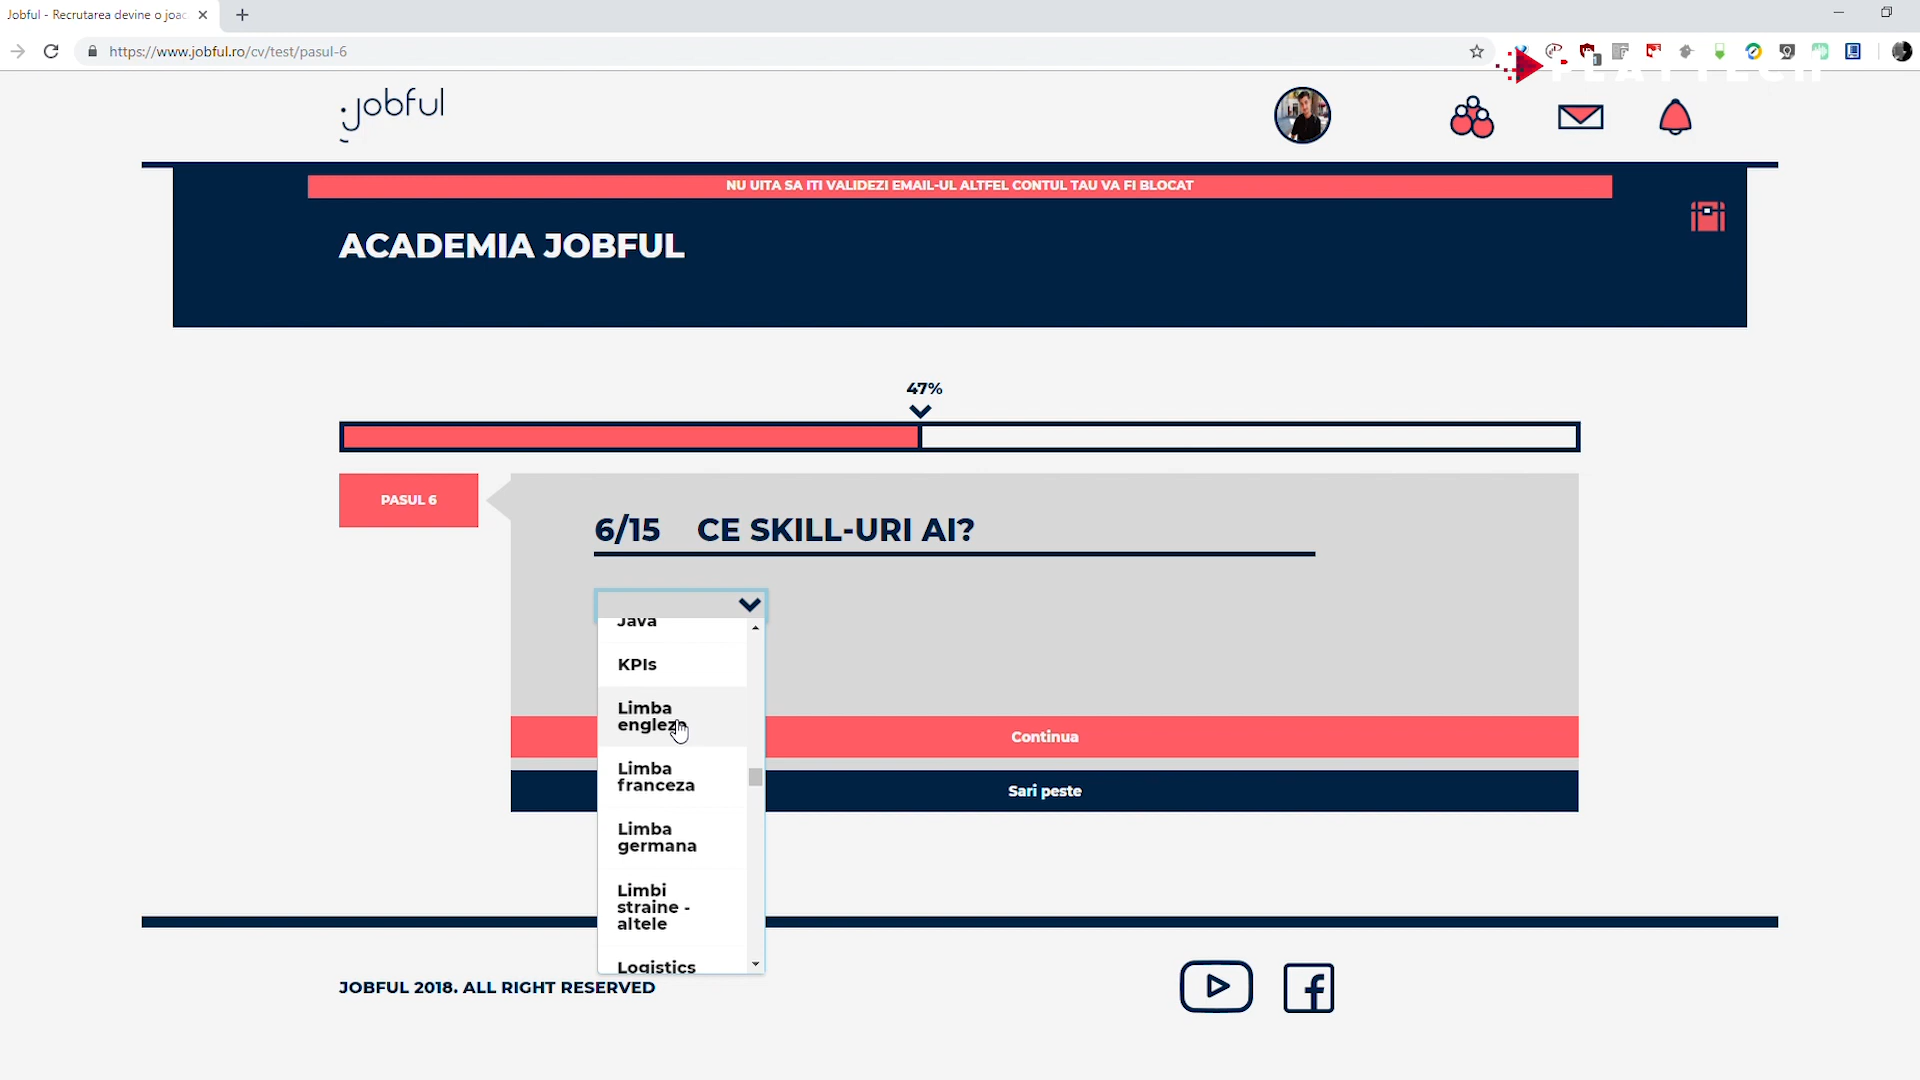 Jobful - Recrutarea devine o joac
https://www.jobful.ro/cv/test/pasul-6
PLAYTECH
jobful
NU UITA SA ITI VALIDEZI EMAIL-UL ALTFEL CONTUL TAU VA FI BLOCAT
ACADEMIA JOBFUL
47%
PASUL 6
6/15 CE SKILL-URI AI?
Java
KPIs
Limba
engleza
Limba
franceza
Limba
germana
Limbi
straine -
altele
Logistics
Continua
Sari peste
JOBFUL 2018. ALL RIGHT RESERVED